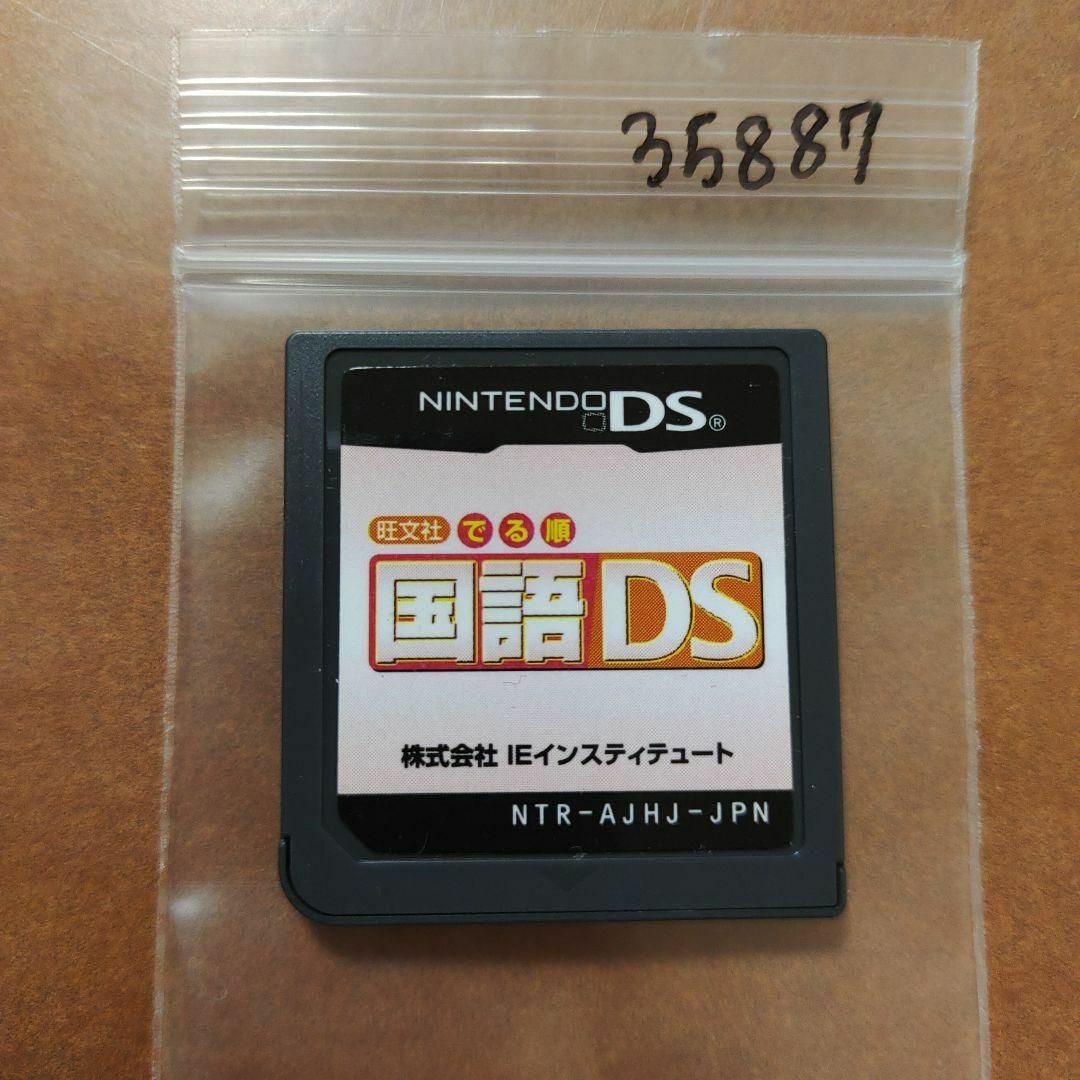 35887
NINTENDO DS®
旺文社 でる順
国語DS
株式会社 IEインスティテュート
NTR-AJHJ-JPN